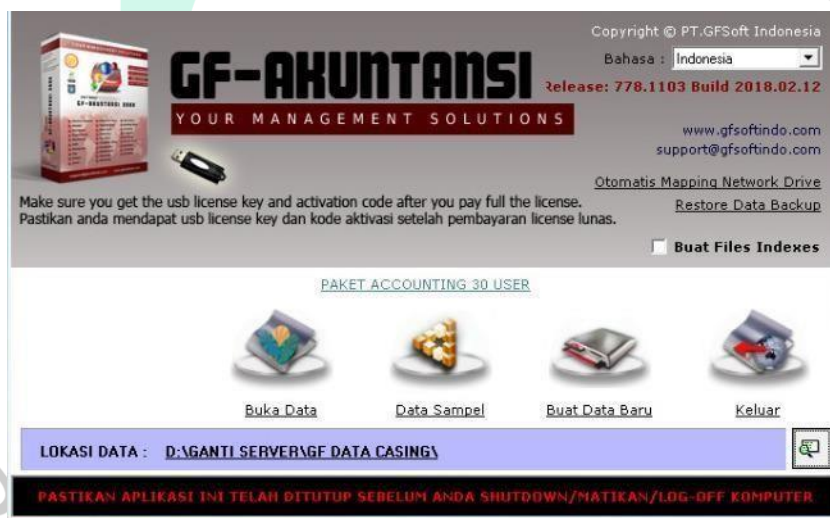 Copyright © PT.GFSoft Indonesia
GF-AKUNTANSI
Bahasa : Indonesia
Release: 778.1103 Build 2018.02.12
YOUR MANAGEMENT SOLUTIONS
www.gfsoftindo.com
support@gfsoftindo.com
Otomatis Mapping Network Drive
Make sure you get the usb license key and activation code after you pay full the license.
Restore Data Backup
Pastikan anda mendapat usb license key dan kode aktivasi setelah pembayaran license lunas.
Buat Files Indexes
PAKET ACCOUNTING 30 USER
Buka Data
Data Sampel
Buat Data Baru
Keluar
LOKASI DATA : D:\GANTI SERVER\GF DATA CASING\
PASTIKAN APLIKASI INI TELAH DITUTUP SEBELUM ANDA SHUTDOWN/MATIKAN/LOG-OFF KOMPUTER